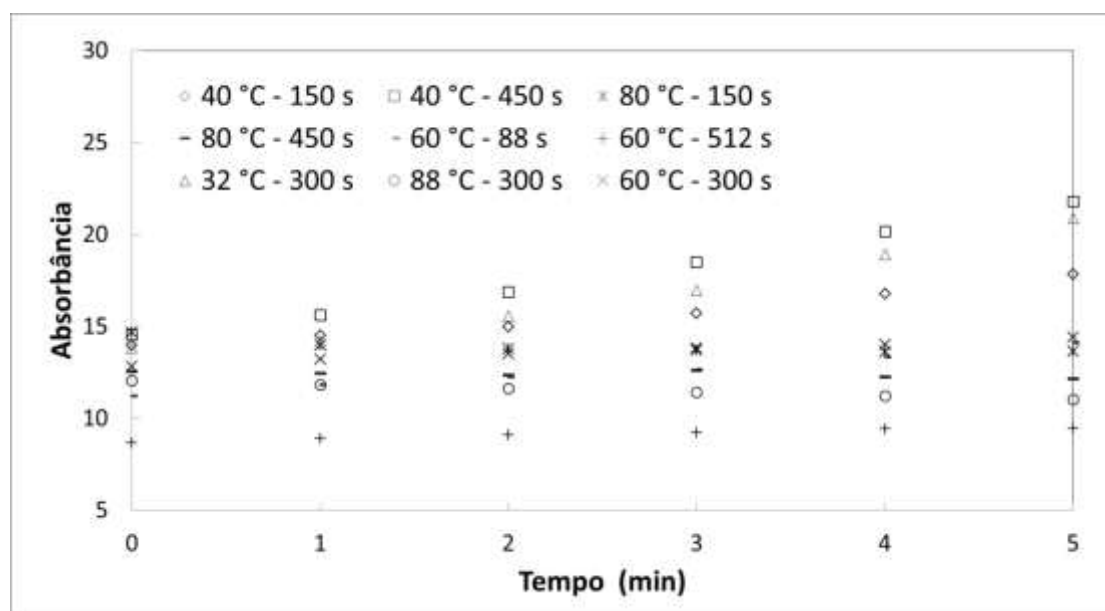 30
25
20
15
10
5
Absorbância
40 °C - 150 s 40 °C - 450 s 80 °C - 150 s
80 °C - 450 s 60 °C - 88 s 60 °C - 512 s
32 °C - 300 s 88 °C - 300 s 60 °C - 300 s
0 1 2 3 4 5
Tempo (min)